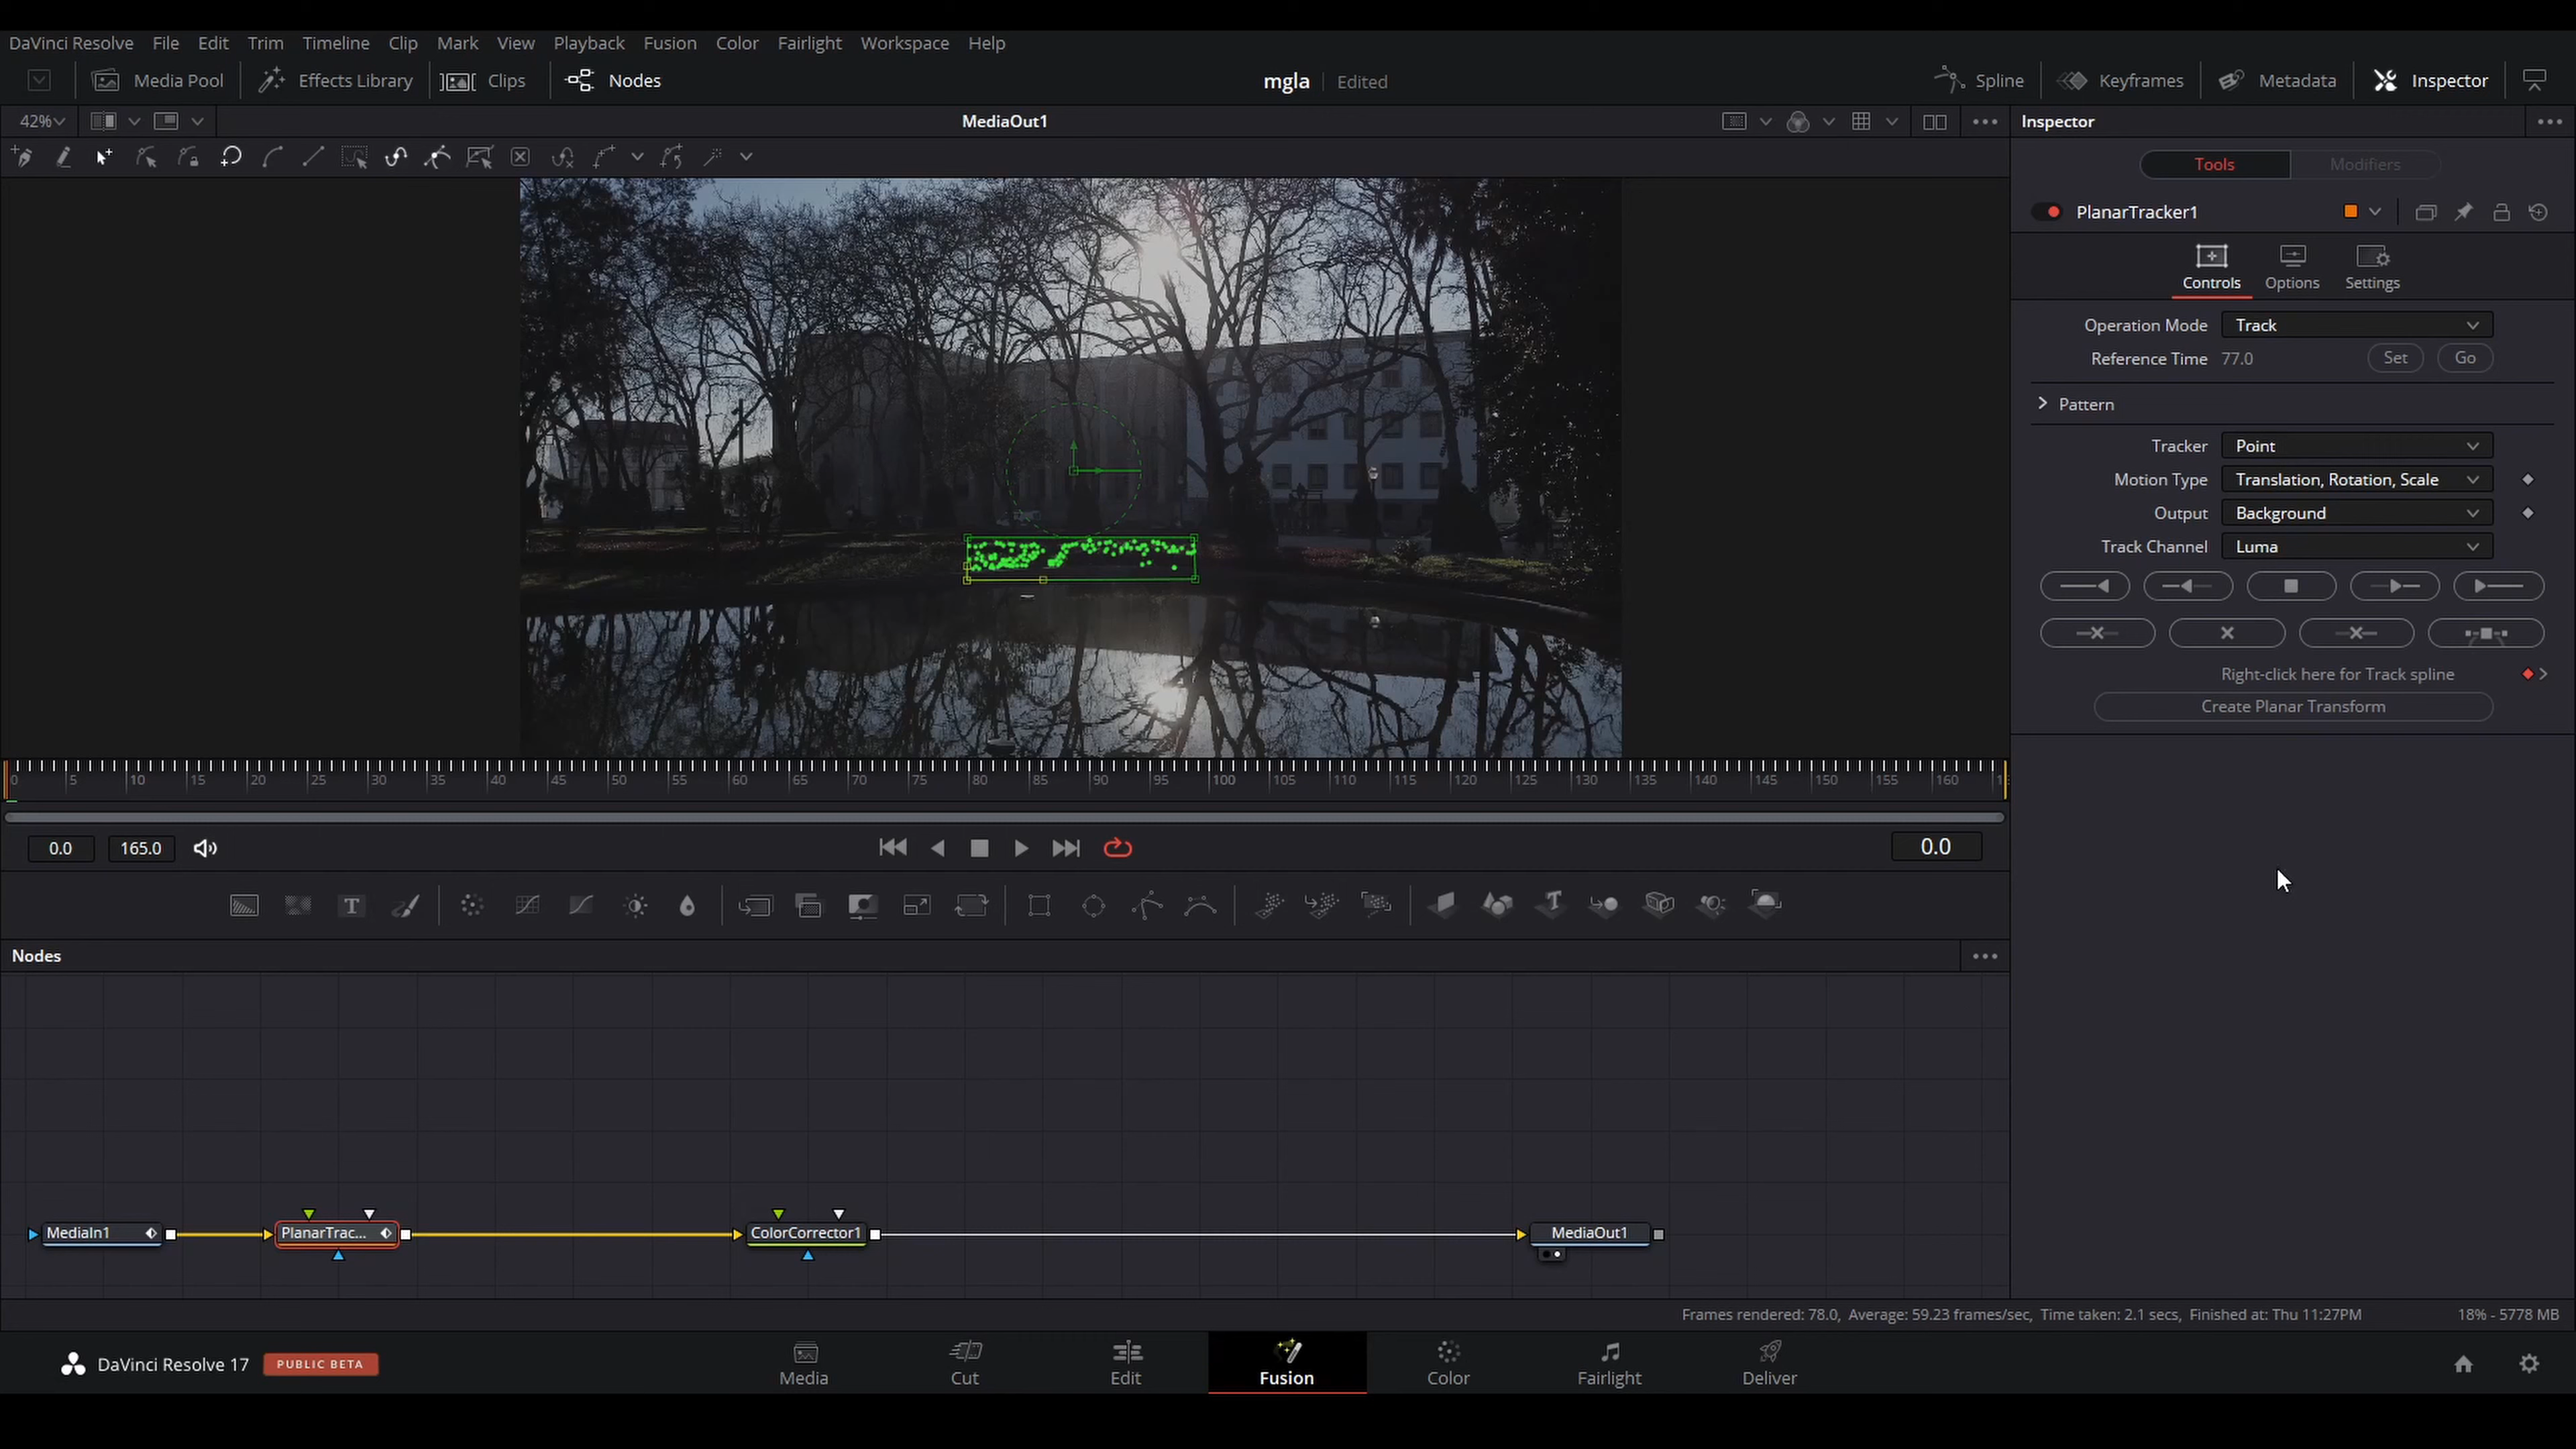 DaVinci Resolve File Edit Trim Timeline Clip Mark View Playback Fusion Color Fairlight Workspace Help
Media Pool Effects Library Clips Nodes mgla Edited Spline Keyframes Metadata Inspector
42% MediaOut1 Inspector
Tools Modifiers
PlanarTracker1
Controls Options Settings
Operation Mode Track
Reference Time 77.0 Set Go
Pattern
Tracker Point
Motion Type Translation, Rotation, Scale
Output Background
Track Channel Luma
Right-click here for Track spline
Create Planar Transform
0 5 10 15 20 25 30 35 40 45 50 55 60 65 70 75 80 85 90 95 100 105 110 115 120 125 130 135 140 145 150 155 160
0.0 165.0 0.0
T T
Nodes
MediaIn1 PlanarTrac... ColorCorrector1 MediaOut1
Frames rendered: 78.0, Average: 59.23 frames/sec, Time taken: 2.1 secs, Finished at: Thu 11:27PM 18% - 5778 MB
DaVinci Resolve 17 PUBLIC BETA Media Cut Edit Fusion Color Fairlight Deliver